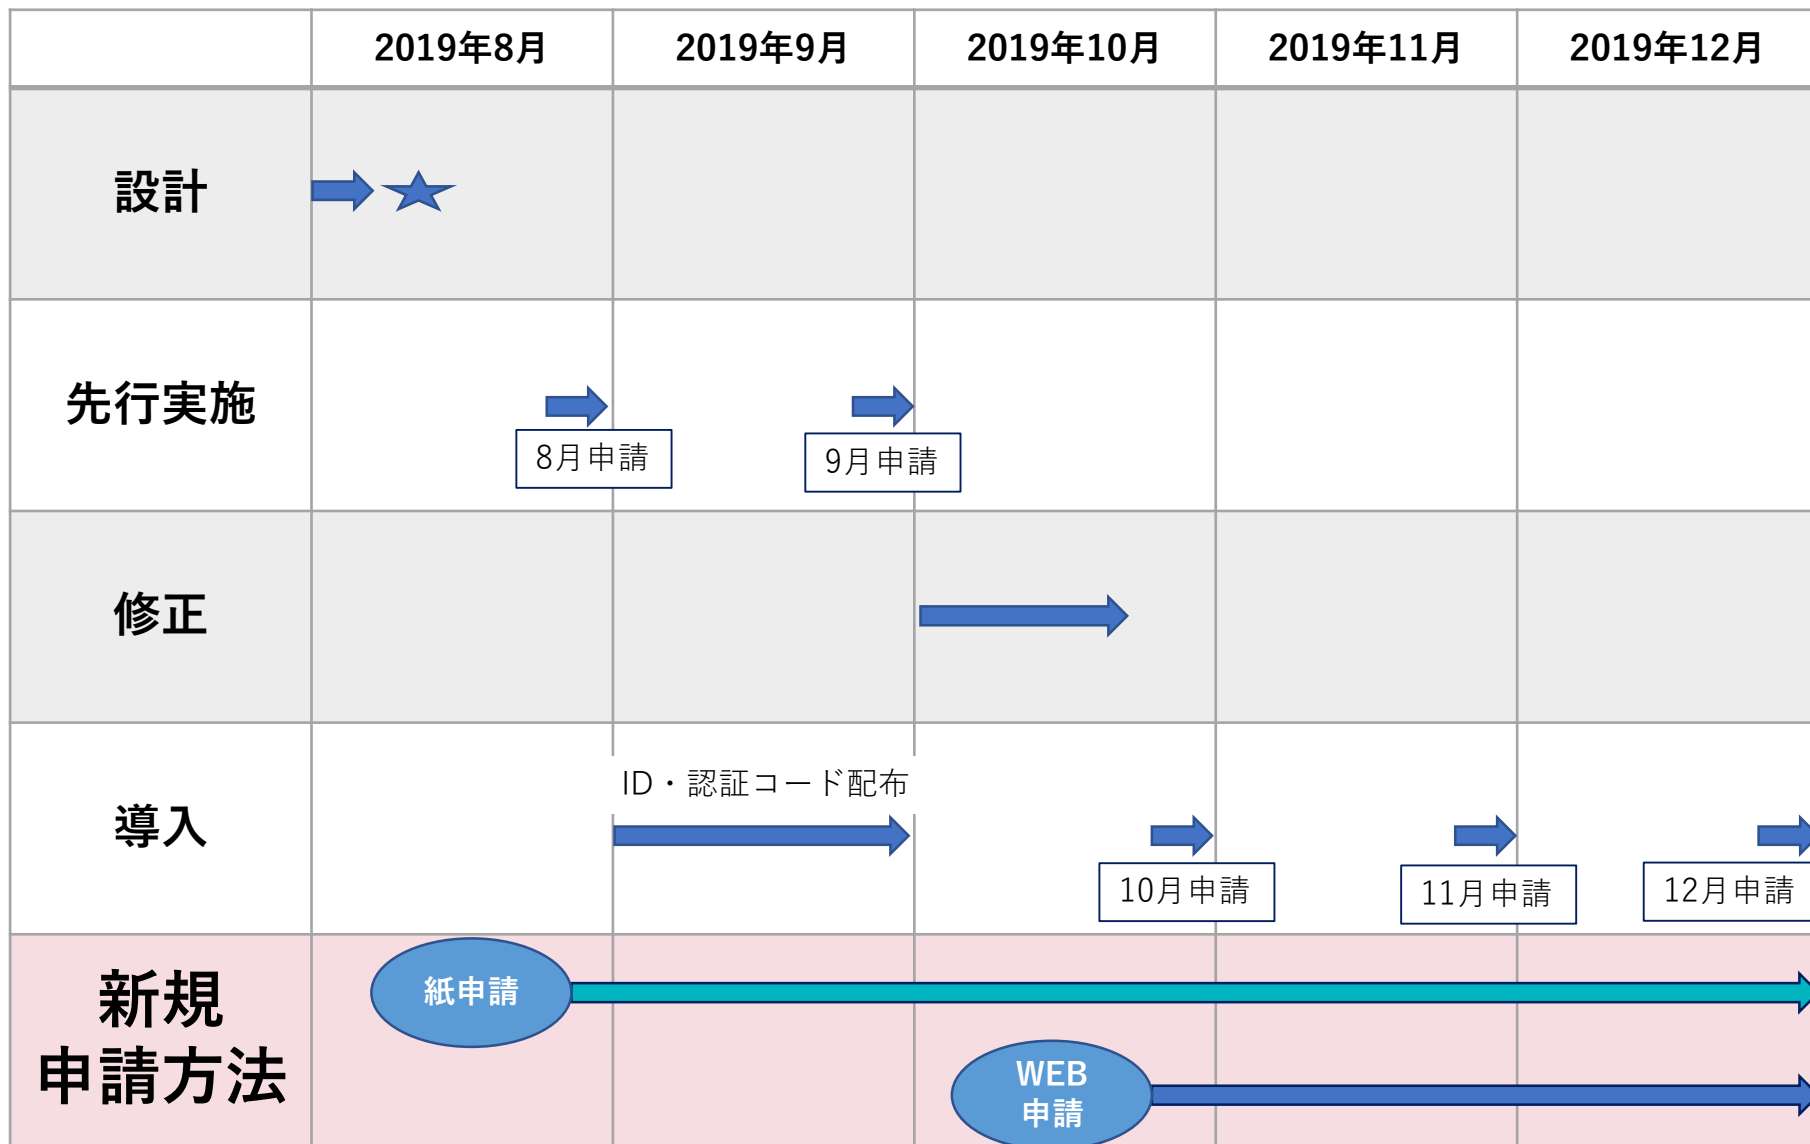 2019年8月
2019年9月
2019年10月
2019年11月
2019年12月
設計
先行実施
8月申請
9月申請
修正
導入
ID・認証コード配布
10月申請
11月申請
12月申請
新規
申請方法
紙申請
WEB
申請